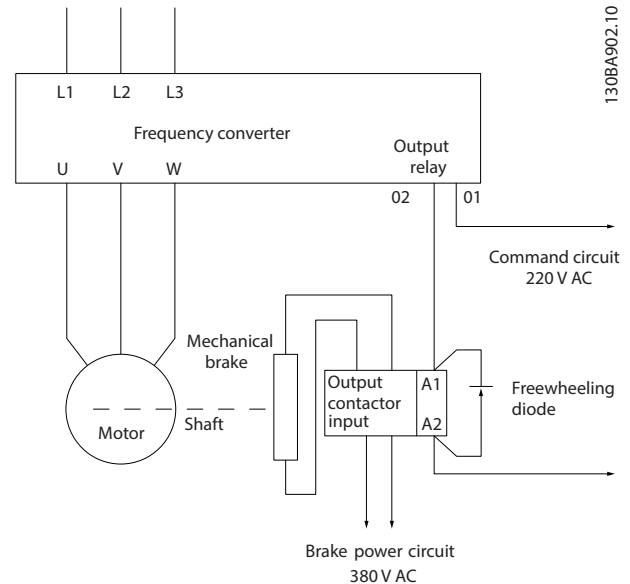 130BA902.10
L1 L2 L3
Frequency converter
Output
relay
U V W
02 01
Command circuit
220 V AC
Mechanical
brake
Output
contactor
input
A1
A2
Freewheeling
diode
Shaft
Motor
Brake power circuit
380 V AC